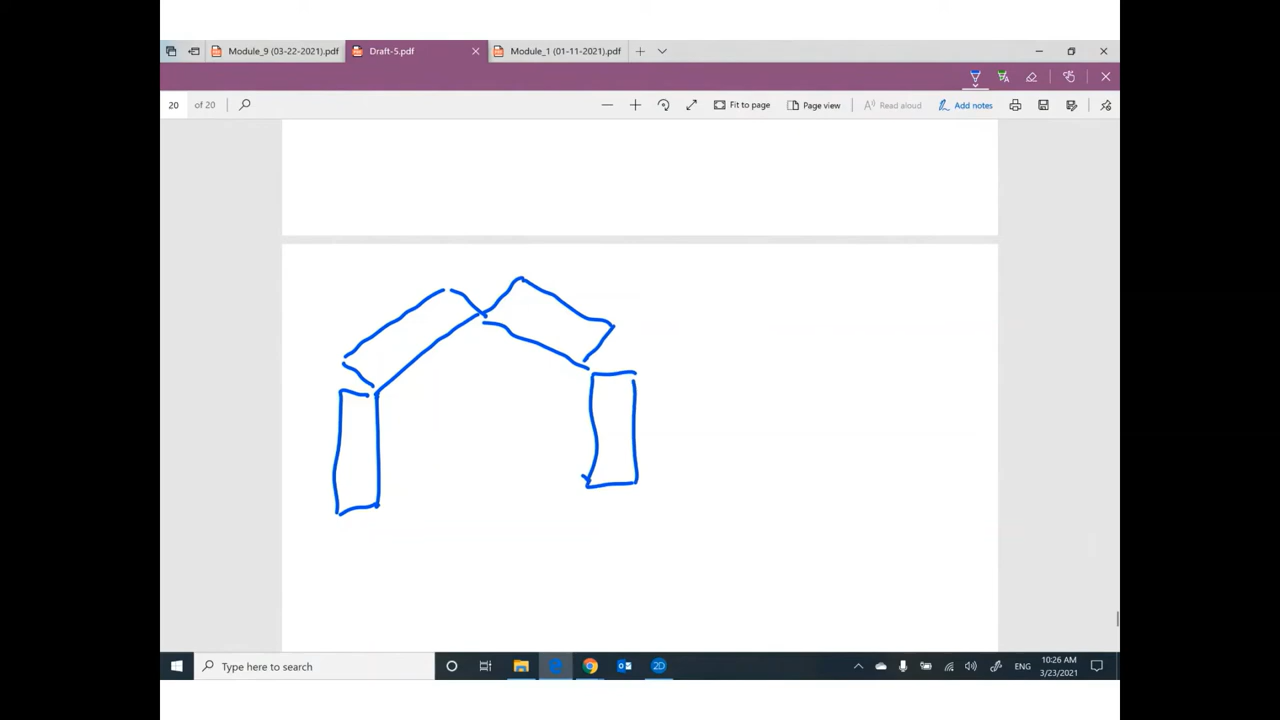 Module_9 (03-22-2021).pdf
Draft-5.pdf
Module_1 (01-11-2021).pdf
20 of 20
Fit to page
Page view
Read aloud
Add notes
Type here to search
ENG
10:26 AM
3/23/2021